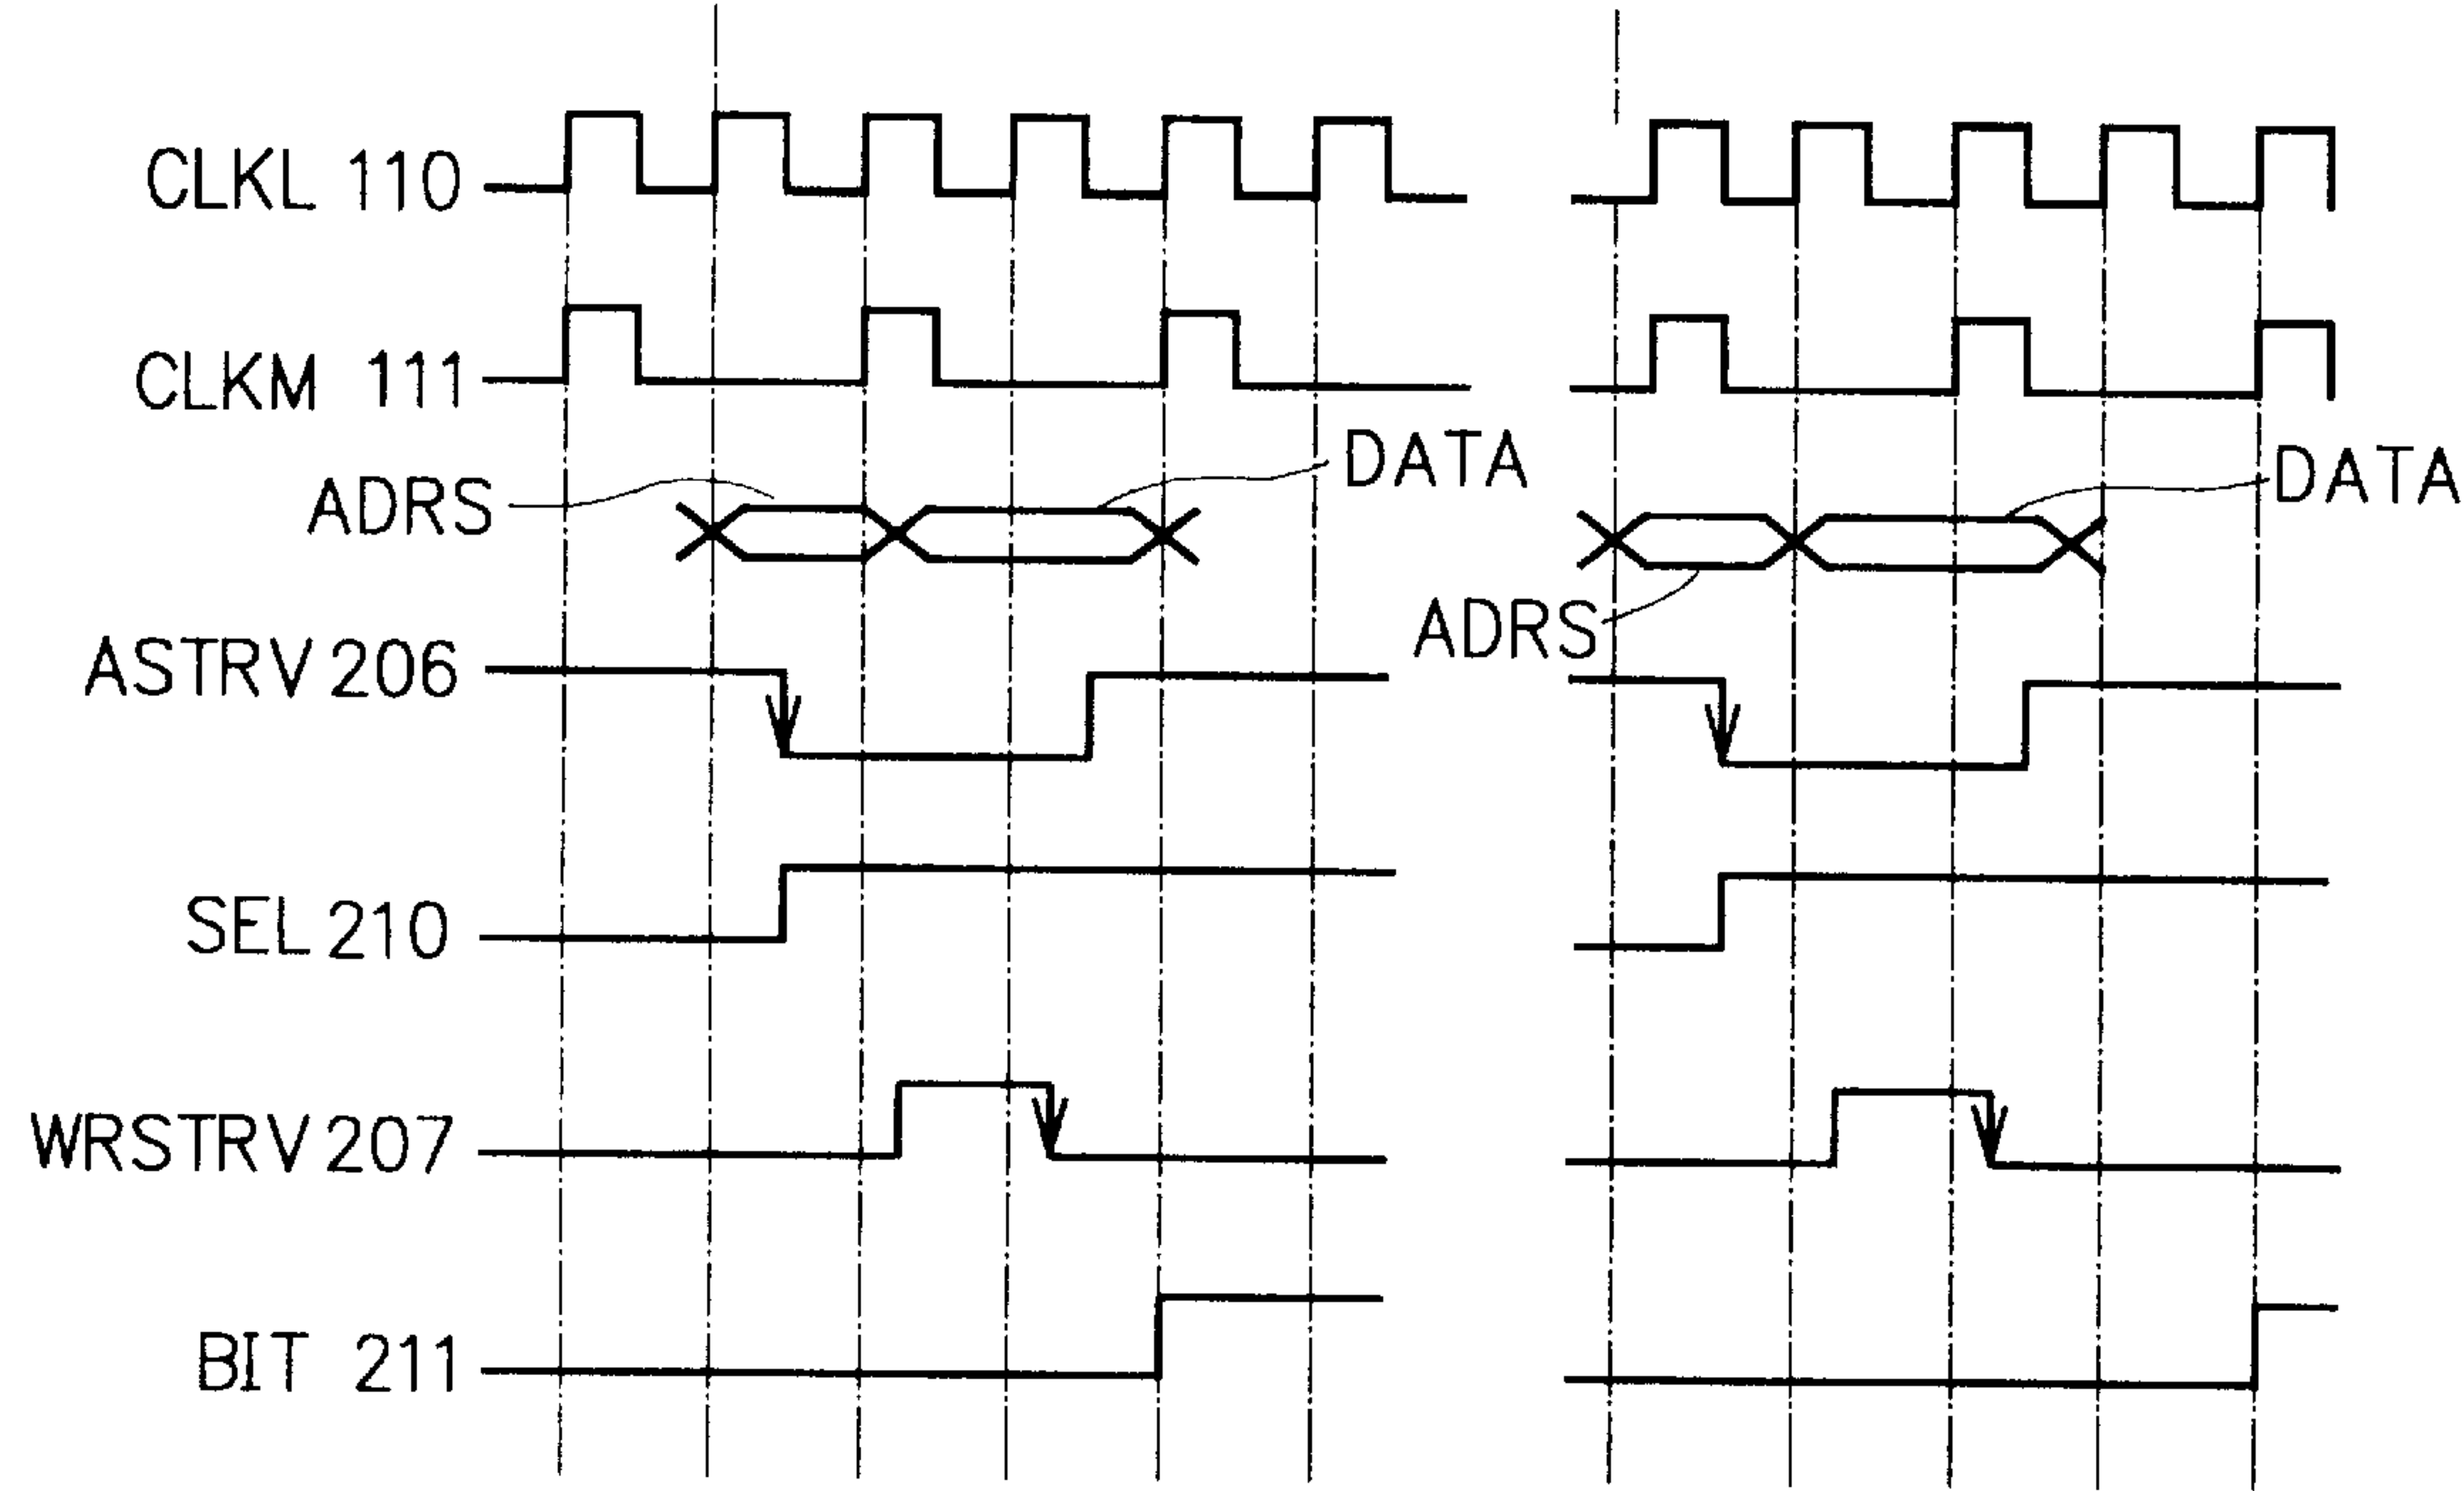 CLKL 110
CLKM 111
DATA
DATA
ADRS
ADRS
ASTRV 206
SEL 210
WRSTRV 207
BIT 211